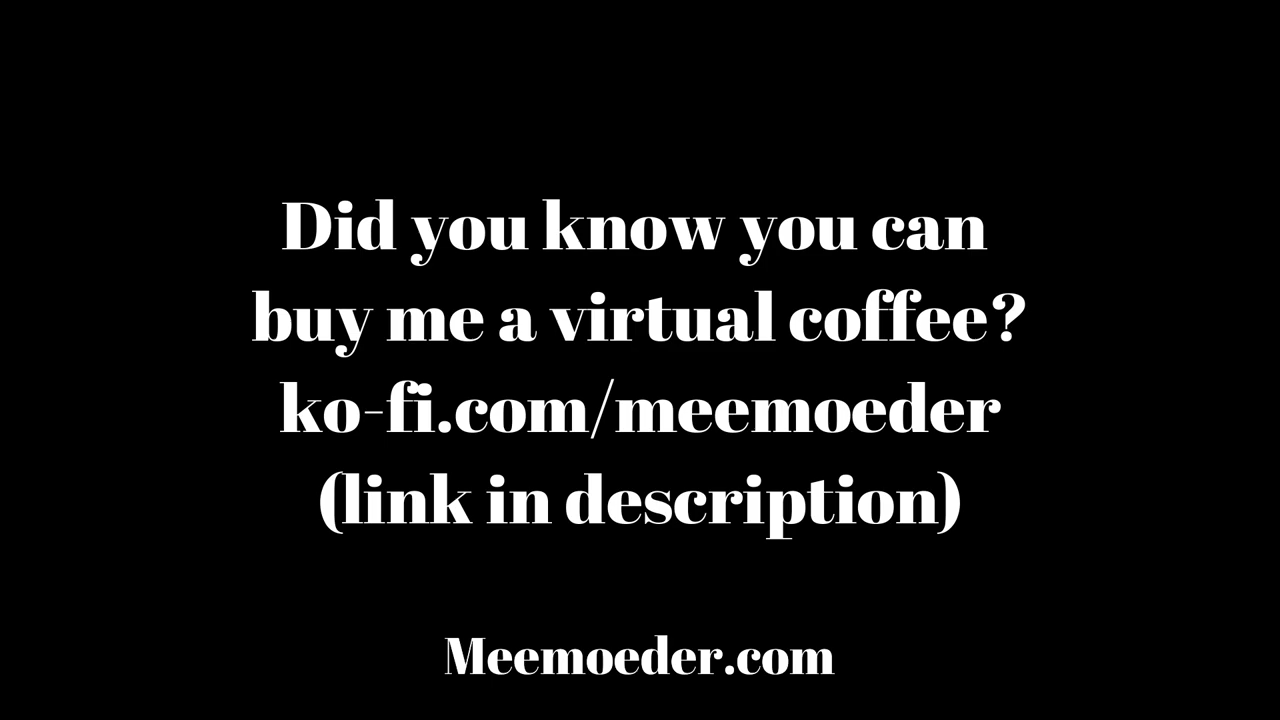 Did you know you can
buy me a virtual coffee?
ko-fi.com/meemoeder
(link in description)
Meemoeder.com